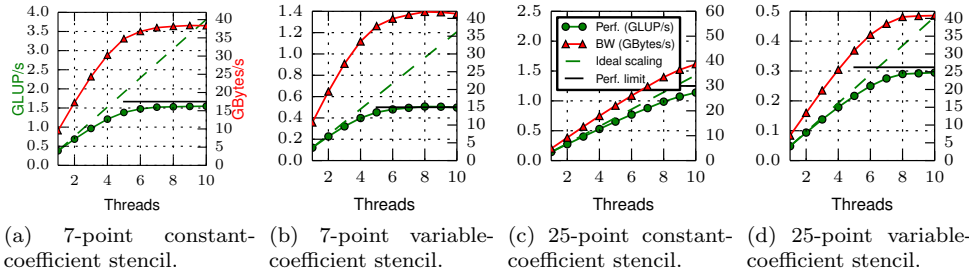 GLUP/s
4.0
3.5
3.0
2.5
2.0
1.5
1.0
0.5
0.0
40
35
30
25
20
15
10
5
0
GBytes/s
2 4 6 8 10
Threads
1.4
1.2
1.0
0.8
0.6
0.4
0.2
0.0
40
35
30
25
20
15
10
5
0
2 4 6 8 10
Threads
2.5
2.0
1.5
1.0
0.5
0.0
Perf. (GLUP/s)
BW (GBytes/s)
Ideal scaling
Perf. limit
60
50
40
30
20
10
0
2 4 6 8 10
Threads
0.5
0.4
0.3
0.2
0.1
0.0
40
35
30
25
20
15
10
5
0
2 4 6 8 10
Threads
(a) 7-point constant-
coefficient stencil.
(b) 7-point variable-
coefficient stencil.
(c) 25-point constant-
coefficient stencil.
(d) 25-point variable-
coefficient stencil.